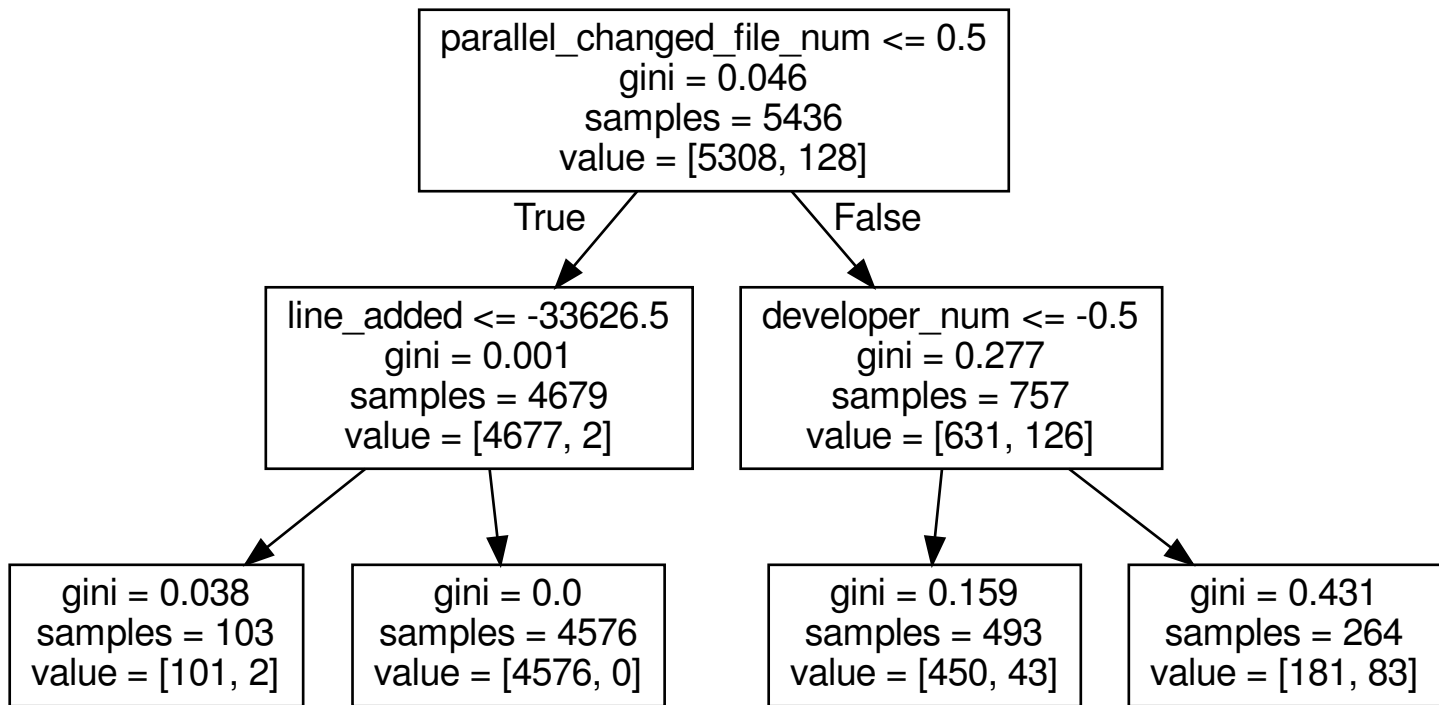 parallel_changed_file_num <= 0.5
gini = 0.046
samples = 5436
value = [5308, 128]
True
False
line_added <= -33626.5
gini = 0.001
samples = 4679
value = [4677, 2]
developer_num <= -0.5
gini = 0.277
samples = 757
value = [631, 126]
gini = 0.038
samples = 103
value = [101, 2]
gini = 0.0
samples = 4576
value = [4576, 0]
gini = 0.159
samples = 493
value = [450, 43]
gini = 0.431
samples = 264
value = [181, 83]